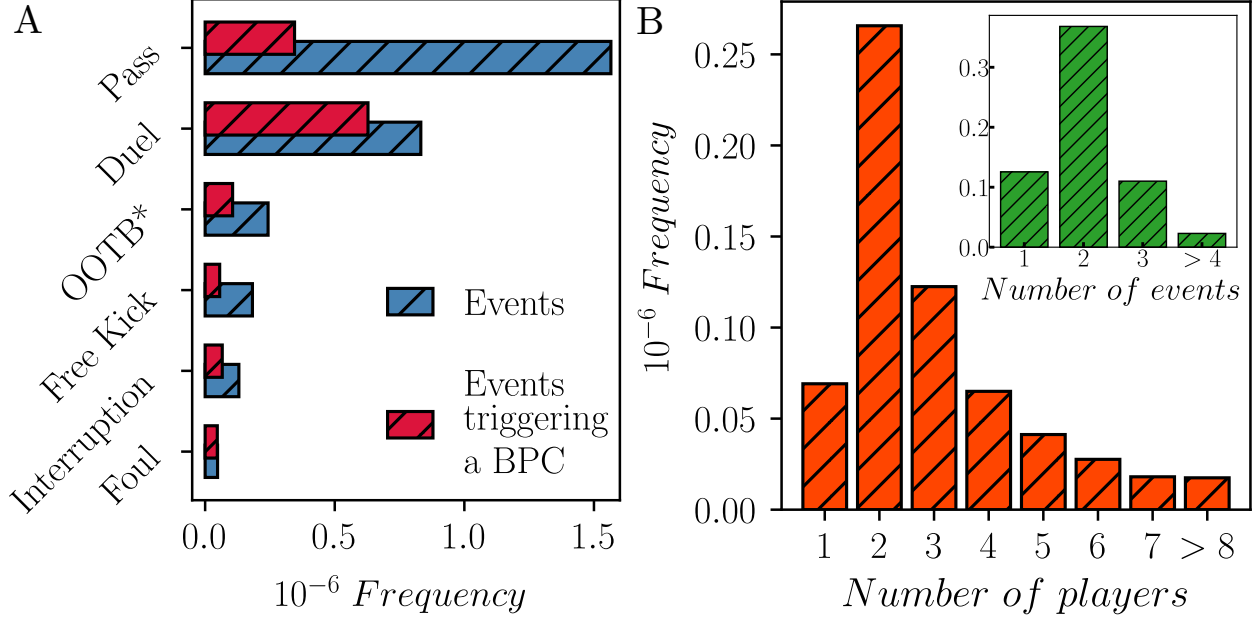 A
Pass
Duel
OOTB*
Free Kick
Interruption
Foul
Events
Events
triggering
a BPC
0.0 0.5 1.0 1.5
10⁻⁶ Frequency
B
10⁻⁶ Frequency
0.25
0.20
0.15
0.10
0.05
0.00
1 2 3 4 5 6 7 > 8
Number of players
0.3
0.2
0.1
0.0
1 2 3 > 4
Number of events